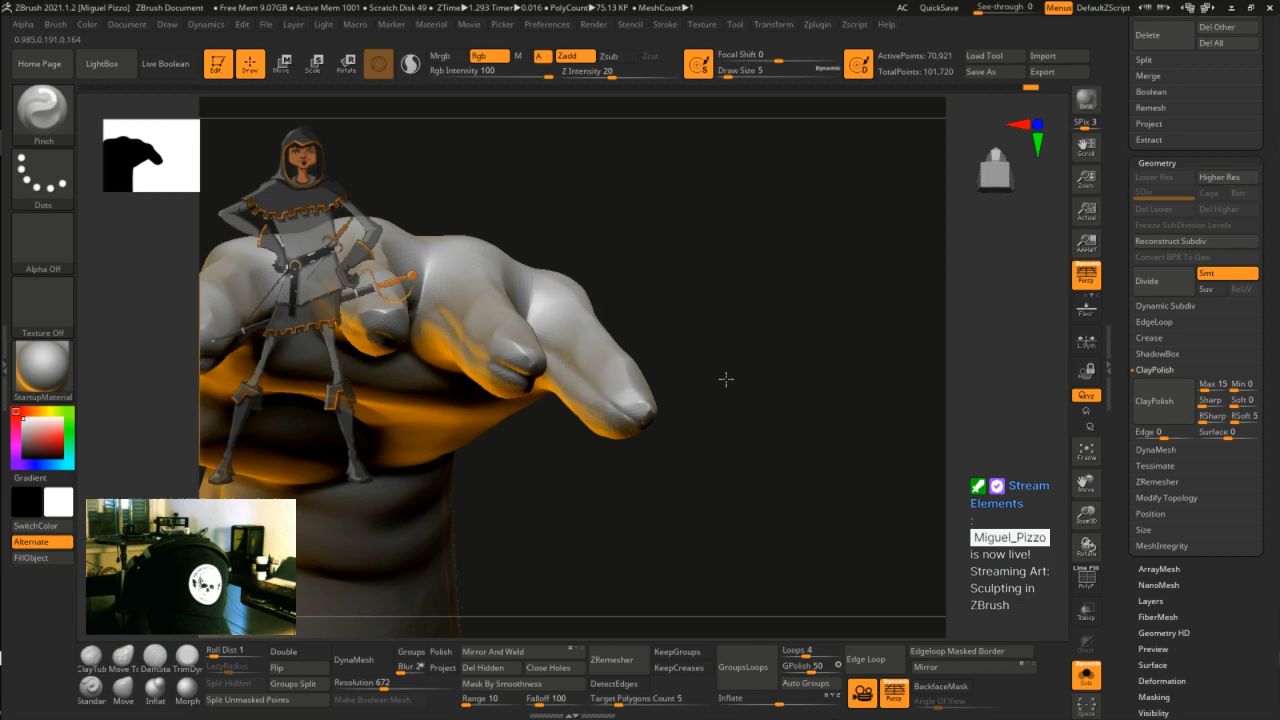 ZBrush 2021.1.2 [Miguel Pizzo] ZBrush Document • Free Mem 9.07GB • Active Mem 1001 • Scratch Disk 49 • ZTime▶1.293 Timer▶0.016 • PolyCount▶75.13 KP • MeshCount▶1 AC QuickSave See-through 0 Menus DefaultZScript
Alpha Brush Color Document Draw Dynamics Edit File Layer Light Macro Marker Material Movie Picker Preferences Render Stencil Stroke Texture Tool Transform Zplugin Zscript Help
0.985,0.191,0.164
Home Page LightBox Live Boolean
Edit Draw Move Scale Rotate
Mrgb Rgb M A Zadd Zsub Zcut
Rgb Intensity 100 Z Intensity 20
Focal Shift 0
Draw Size 5 Dynamic
ActivePoints: 70,921
TotalPoints: 101,720
Load Tool Import
Save As Export
Pinch
Dots
Alpha Off
Texture Off
StartupMaterial
Gradient
SwitchColor
Alternate
FillObject
Stream
Elements
:
Miguel_Pizzo
is now live!
Streaming Art:
Sculpting in
ZBrush
BPR
SPix 3
Scroll
Zoom
Actual
AAHalf
Dynamic
Persp
Floor
L.Sym
XYZ
Frame
Move
Zoom3D
Rotate
Line Fill
PolyF
Transp
Ghost
Dynamic
Solo
Xpose
Delete Del Other
Del All
Split
Merge
Boolean
Remesh
Project
Extract
Geometry
Lower Res Higher Res
SDiv Cage Rstr
Del Lower Del Higher
Freeze SubDivision Levels
Reconstruct Subdiv
Convert BPR To Geo
Divide Smt
Suv ReUV
Dynamic Subdiv
EdgeLoop
Crease
ShadowBox
ClayPolish
ClayPolish Max 15 Min 0
Sharp Soft 0
RSharp RSoft 5
Edge 0 Surface 0
DynaMesh
Tessimate
ZRemesher
Modify Topology
Position
Size
MeshIntegrity
ArrayMesh
NanoMesh
Layers
FiberMesh
Geometry HD
Preview
Surface
Deformation
Masking
Visibility
ClayTub Move To DamSta TrimDyr
Standar Move Inflat Morph
Roll Dist 1 Double
LazyRadius Flip
Split Hidden Groups Split
Split Unmasked Points
DynaMesh Groups Polish
Blur 2 Project
Resolution 672
Make Boolean Mesh
Mirror And Weld
Del Hidden Close Holes
Mask By Smoothness
Range 10 Falloff 100
ZRemesher KeepGroups
KeepCreases
DetectEdges
Target Polygons Count 5
GroupsLoops Loops 4
GPolish 50
Auto Groups
Inflate
Edge Loop Edgeloop Masked Border
Mirror
Persp BackfaceMask
Angle Of View